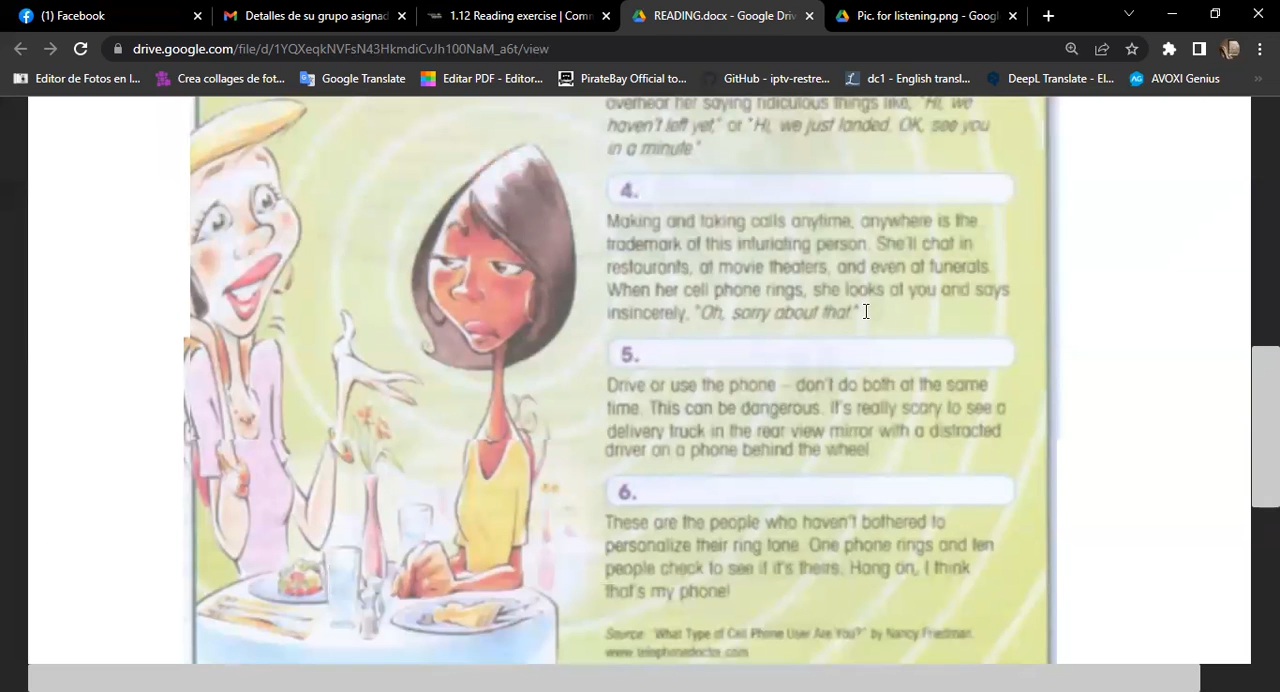 (1) Facebook
Detalles de su grupo asignad
1.12 Reading exercise | Com
READING.docx - Google Driv
Pic. for listening.png - Goog
drive.google.com/file/d/1YQXeqkNVFsN43HkmdiCvJh100NaM_a6t/view
Editor de Fotos en l...
Crea collages de fot...
Google Translate
Editar PDF - Editor...
PirateBay Official to...
GitHub - iptv-restre...
dc1 - English transl...
DeepL Translate - El...
AVOXI Genius
overhear her saying ridiculous things like, "Hi, we
haven't left yet," or "Hi, we just landed. OK, see you
in a minute."
4.
Making and taking calls anytime, anywhere is the
trademark of this infuriating person. She'll chat in
restaurants, at movie theaters, and even at funerals.
When her cell phone rings, she looks at you and says
insincerely, "Oh, sorry about that"
5.
Drive or use the phone – don't do both at the same
time. This can be dangerous. It's really scary to see a
delivery truck in the rear view mirror with a distracted
driver on a phone behind the wheel
6.
These are the people who haven't bothered to
personalize their ring tone. One phone rings and ten
people check to see if it's theirs. Hang on, I think
that's my phone!
Source: "What Type of Cell Phone User Are You?" by Nancy Friedman.
www.telephonedoctor.com